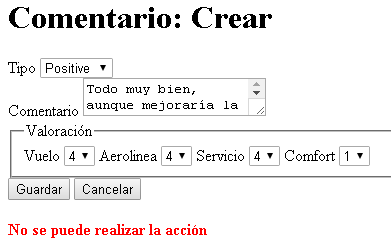 Comentario: Crear
Tipo Positive
Todo muy bien,
Comentario aunque mejoraría la
Valoración
Vuelo 4 Aerolinea 4 Servicio 4 Comfort 1
Guardar Cancelar
No se puede realizar la acción